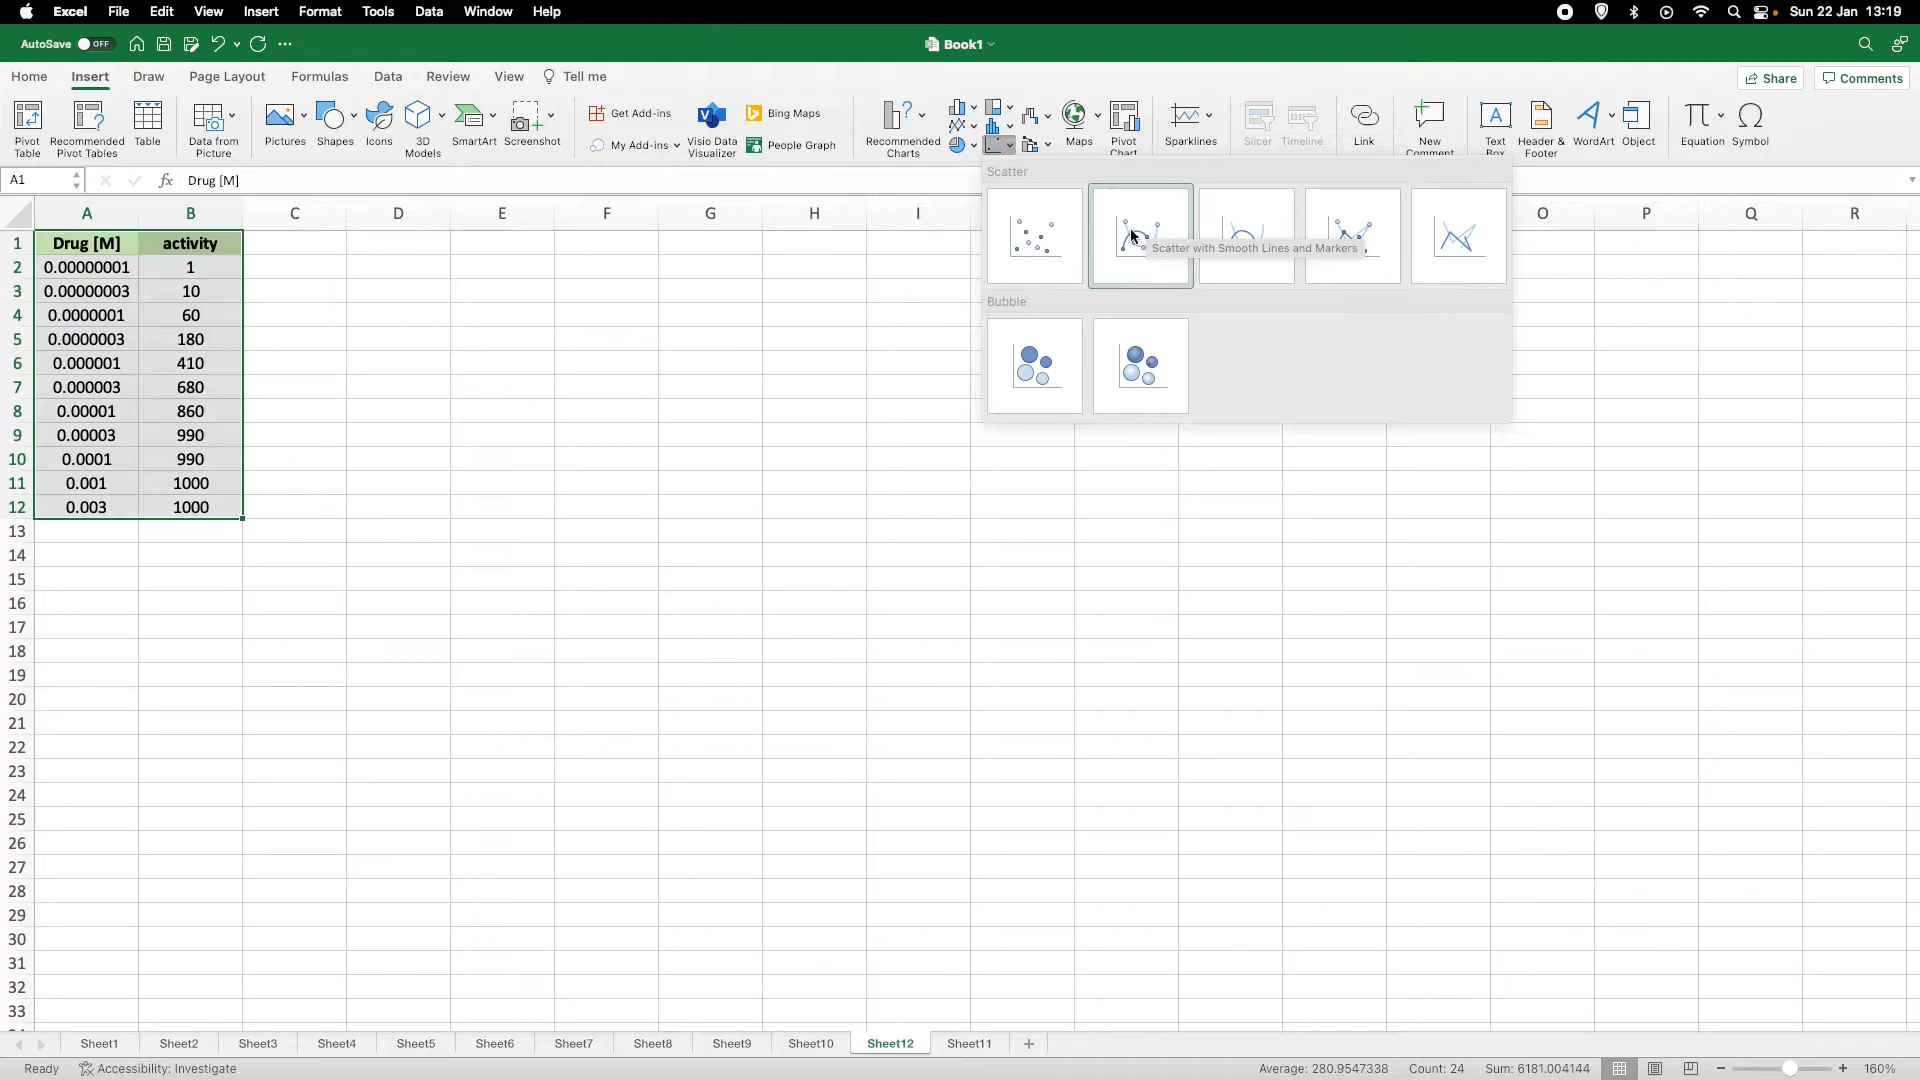 Excel File Edit View Insert Format Tools Data Window Help Sun 22 Jan 13:19
AutoSave OFF Book1
Home Insert Draw Page Layout Formulas Data Review View Tell me Share Comments
Pivot Table
Recommended Pivot Tables
Table
Data from Picture
Pictures
Shapes
Icons
3D Models
SmartArt
Screenshot
Get Add-ins
My Add-ins
Visio Data Visualizer
Bing Maps
People Graph
Recommended Charts
Maps
Pivot Chart
Sparklines
Slicer
Timeline
Link
New Comment
Text Box
Header & Footer
WordArt
Object
Equation
Symbol
A1 fx Drug [M]
Scatter
Scatter with Smooth Lines and Markers
Bubble
A B C D E F G H I O P Q R
1 Drug [M] activity
2 0.00000001 1
3 0.00000003 10
4 0.0000001 60
5 0.0000003 180
6 0.000001 410
7 0.000003 680
8 0.00001 860
9 0.00003 990
10 0.0001 990
11 0.001 1000
12 0.003 1000
13
14
15
16
17
18
19
20
21
22
23
24
25
26
27
28
29
30
31
32
33
Sheet1 Sheet2 Sheet3 Sheet4 Sheet5 Sheet6 Sheet7 Sheet8 Sheet9 Sheet10 Sheet12 Sheet11 +
Ready Accessibility: Investigate Average: 280.9547338 Count: 24 Sum: 6181.004144 160%